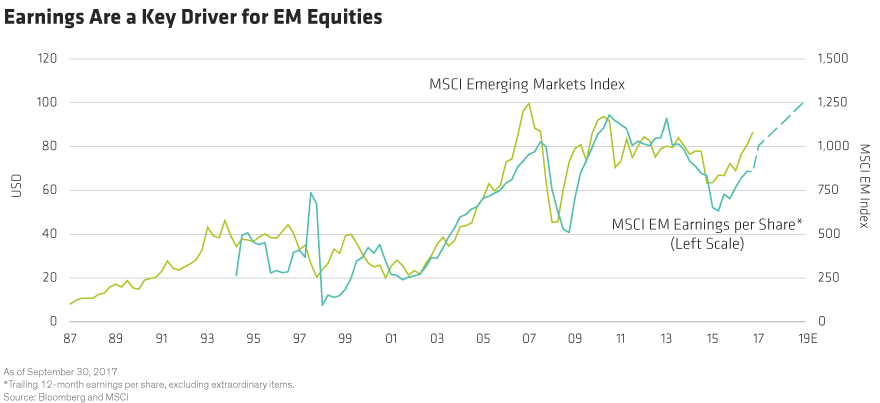 Earnings Are a Key Driver for EM Equities
120
100
80
60
40
20
0
USD
1,500
1,250
1,000
750
500
250
0
MSCI EM Index
MSCI Emerging Markets Index
MSCI EM Earnings per Share*
(Left Scale)
87 89 91 93 95 97 99 01 03 05 07 09 11 13 15 17 19E
As of September 30, 2017
*Trailing 12-month earnings per share, excluding extraordinary items.
Source: Bloomberg and MSCI